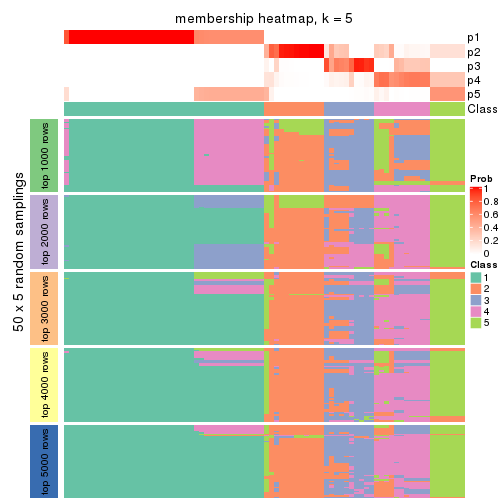 membership heatmap, k = 5
p1
p2
p3
p4
p5
Class
50 x 5 random samplings
top 1000 rows
top 2000 rows
top 3000 rows
top 4000 rows
top 5000 rows
Prob
1
0.8
0.6
0.4
0.2
0
Class
1
2
3
4
5